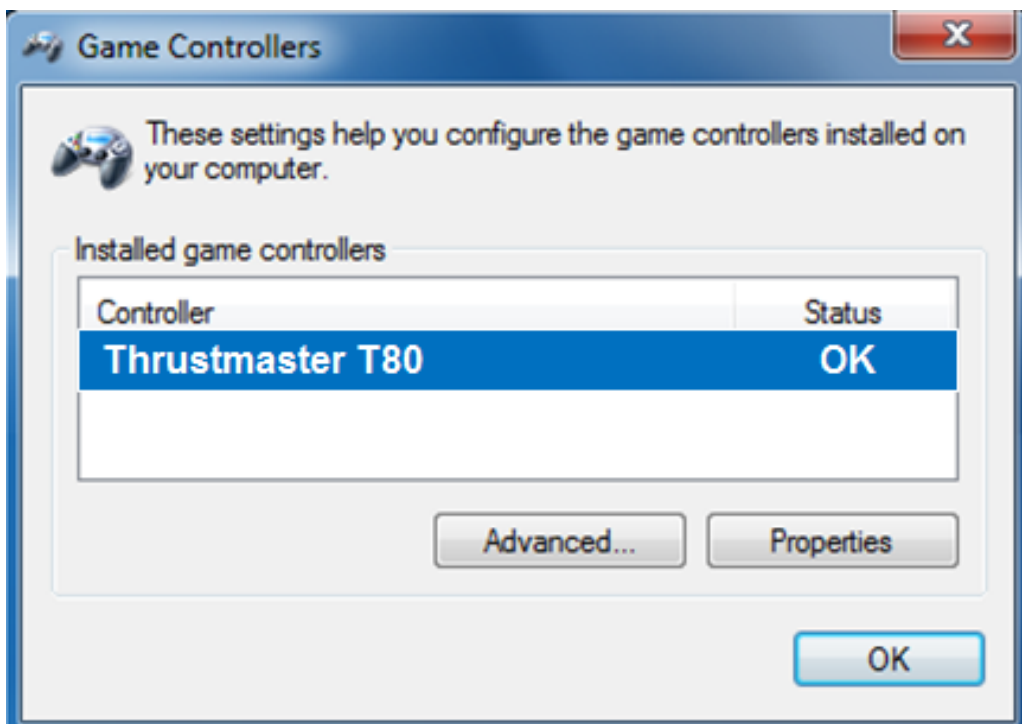 Game Controllers
These settings help you configure the game controllers installed on
your computer.
Installed game controllers
Controller Status
Thrustmaster T80 OK
Advanced... Properties
OK